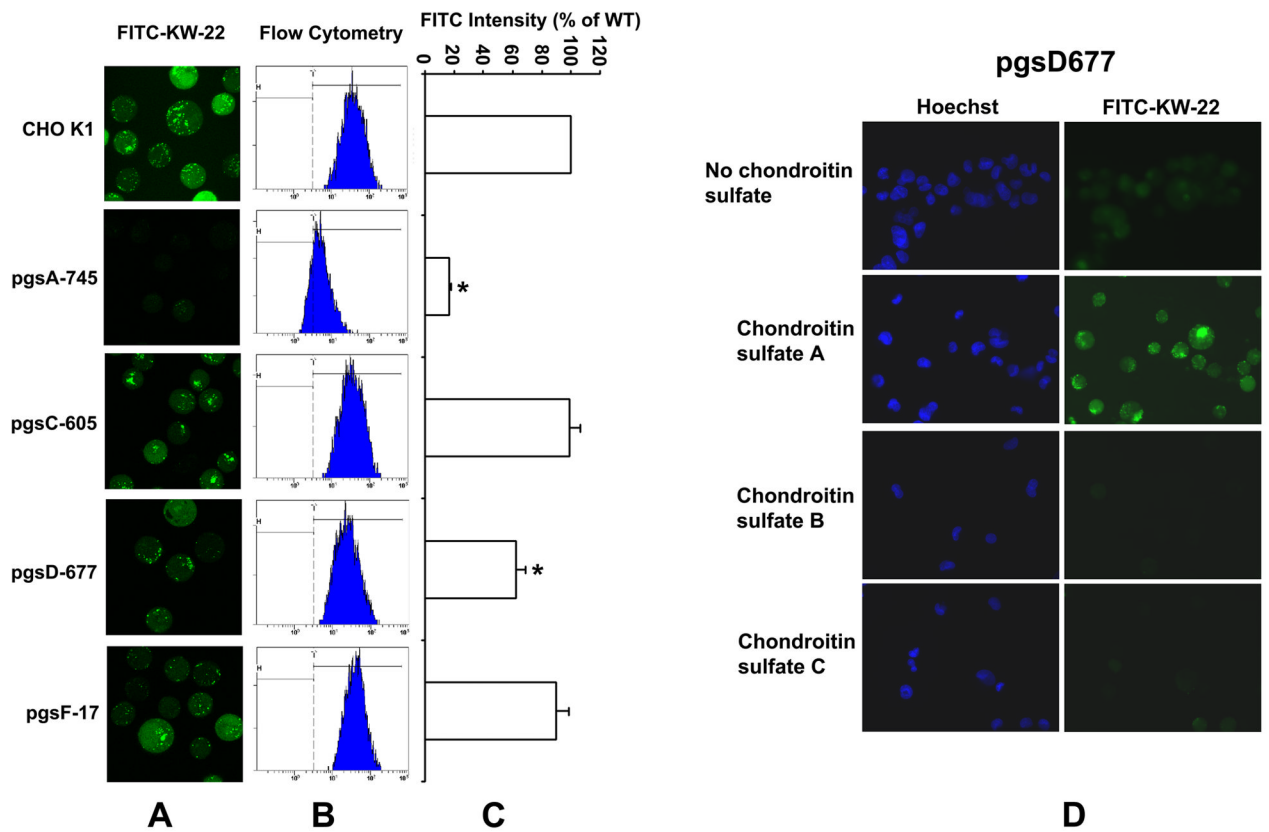 FITC-KW-22
Flow Cytometry
FITC Intensity (% of WT)
0 20 40 60 80 100 120
CHO K1
pgsA-745
*
pgsC-605
pgsD-677
*
pgsF-17
A
B
C
pgsD677
Hoechst
FITC-KW-22
No chondroitin
sulfate
Chondroitin
sulfate A
Chondroitin
sulfate B
Chondroitin
sulfate C
D